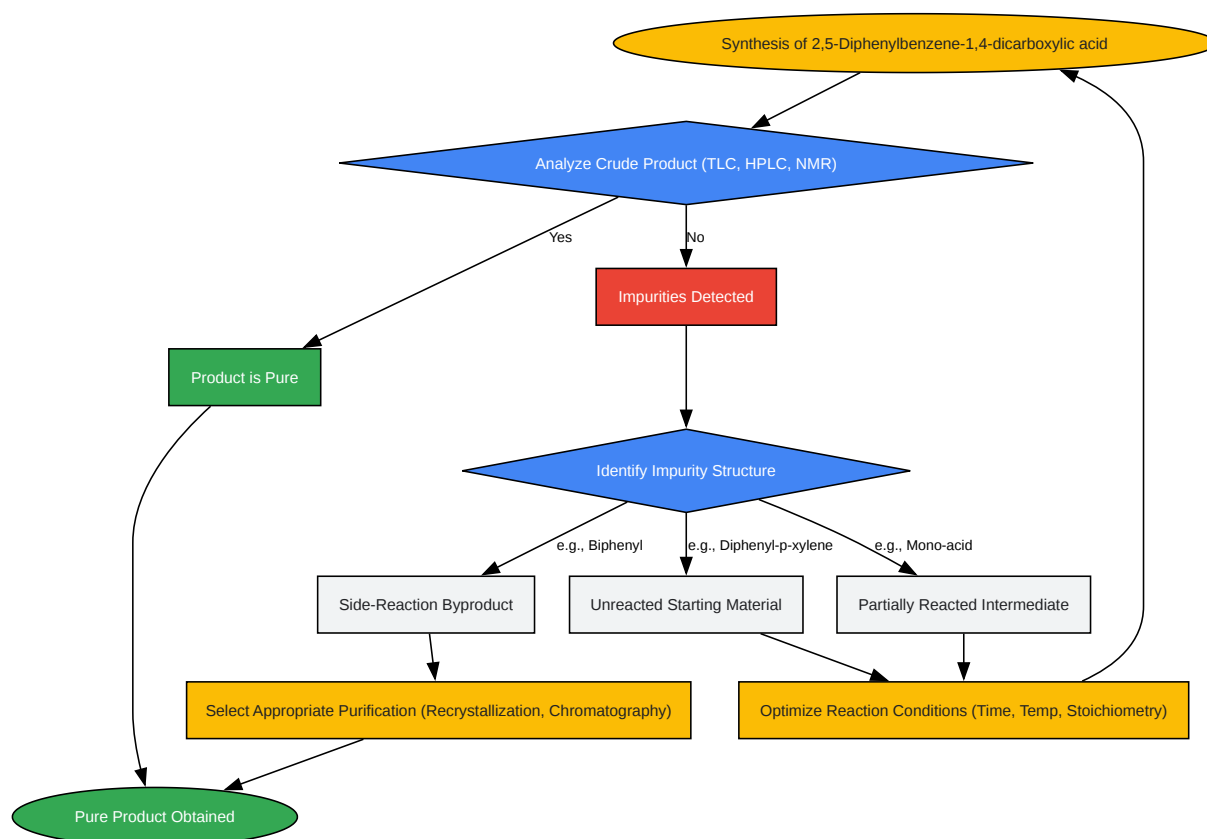 Synthesis of 2,5-Diphenylbenzene-1,4-dicarboxylic acid
Analyze Crude Product (TLC, HPLC, NMR)
Yes
No
Impurities Detected
Product is Pure
Identify Impurity Structure
e.g., Biphenyl
e.g., Diphenyl-p-xylene
e.g., Mono-acid
Side-Reaction Byproduct
Unreacted Starting Material
Partially Reacted Intermediate
Select Appropriate Purification (Recrystallization, Chromatography)
Optimize Reaction Conditions (Time, Temp, Stoichiometry)
Pure Product Obtained